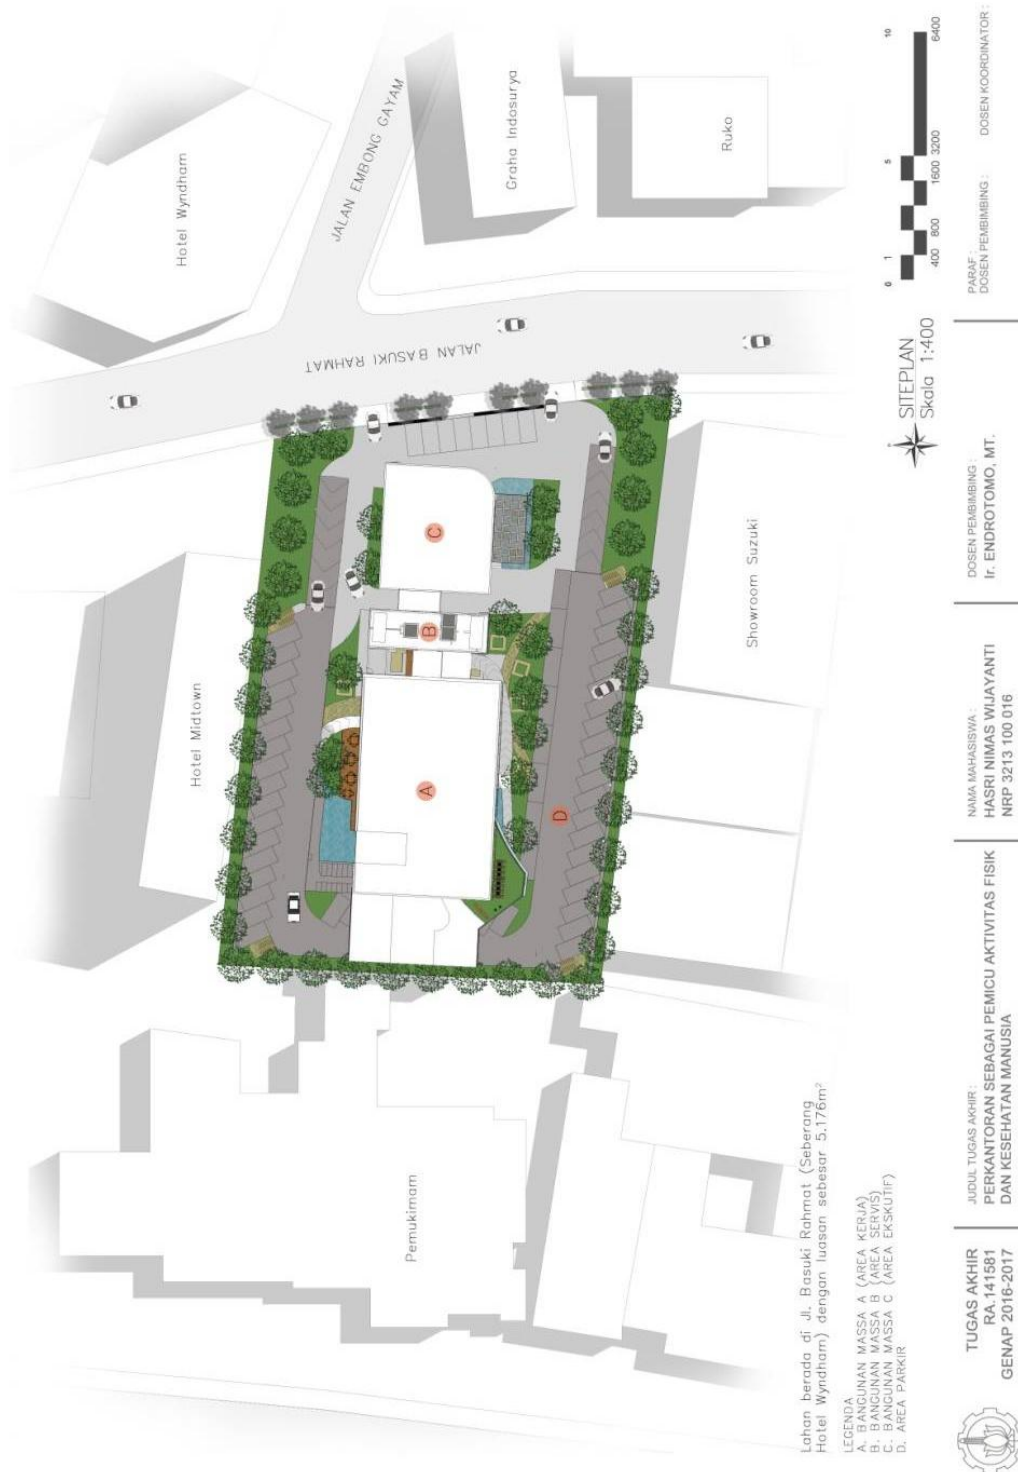 Hotel Wyndham
JALAN EMBONG GAYAM
Graha Indosurya
Ruko
JALAN BASUKI RAHMAT
Hotel Midtown
C
B
A
D
Showroom Suzuki
Pemukimam
Lahan berada di Jl. Basuki Rahmat (Seberang
Hotel Wyndham) dengan luasan sebesar 5.176m²
LEGENDA
A. BANGUNAN MASSA A (AREA KERJA)
B. BANGUNAN MASSA B (AREA SERVIS)
C. BANGUNAN MASSA C (AREA EKSKUTIF)
D. AREA PARKIR
SITEPLAN
Skala 1:400
0 1 5 10
400 800 1600 3200 6400
TUGAS AKHIR
RA.141581
GENAP 2016-2017
JUDUL TUGAS AKHIR :
PERKANTORAN SEBAGAI PEMICU AKTIVITAS FISIK
DAN KESEHATAN MANUSIA
NAMA MAHASISWA :
HASRI NIMAS WIJAYANTI
NRP 3213 100 016
DOSEN PEMBIMBING :
Ir. ENDROTOMO, MT.
PARAF :
DOSEN PEMBIMBING :
DOSEN KOORDINATOR :